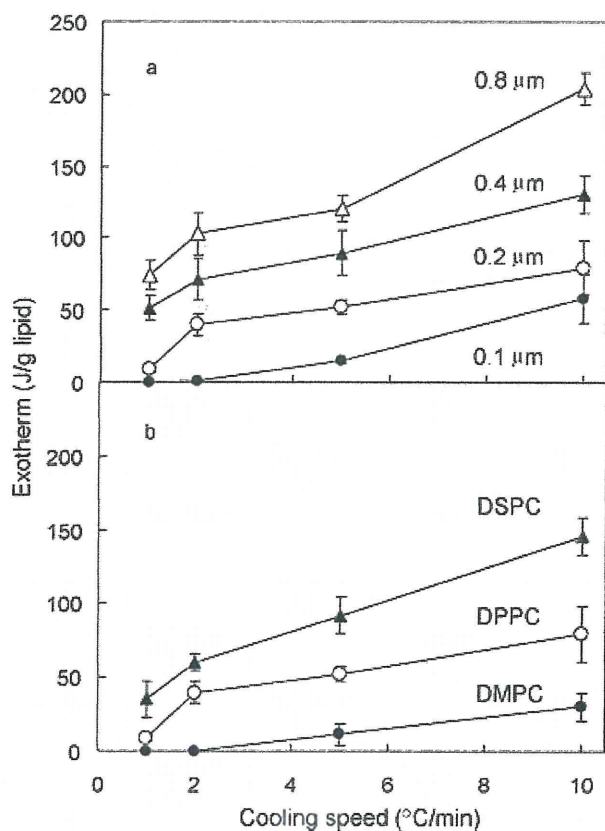 Exotherm (J/g lipid)
250
200
150
100
50
0
a
0.8 μm
0.4 μm
0.2 μm
0.1 μm
200
150
100
50
0
b
DSPC
DPPC
DMPC
0 2 4 6 8 10
Cooling speed (°C/min)